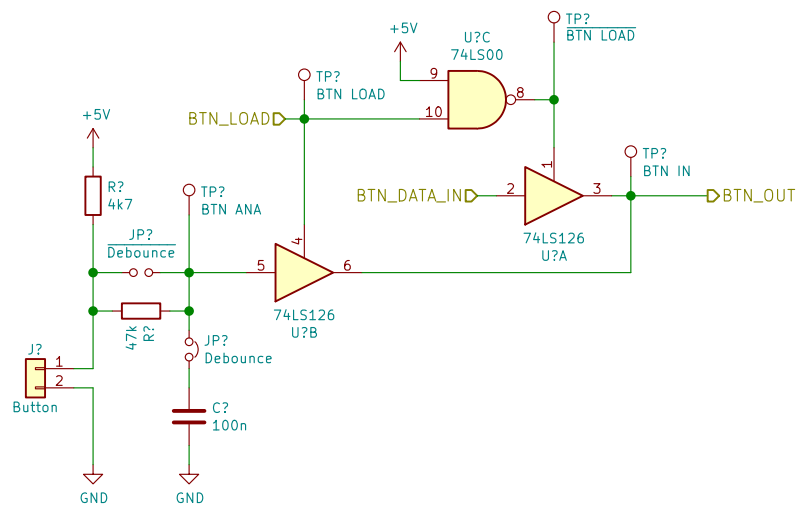 TP?
BTN LOAD
+5V
U?C
74LS00
9
8
10
TP?
BTN LOAD
BTN_LOAD
+5V
R?
4k7
TP?
BTN ANA
TP?
BTN IN
1
BTN_DATA_IN
2
3
BTN_OUT
74LS126
U?A
JP?
Debounce
4
5
6
74LS126
U?B
47k
R?
JP?
Debounce
J?
1
2
Button
C?
100n
GND
GND